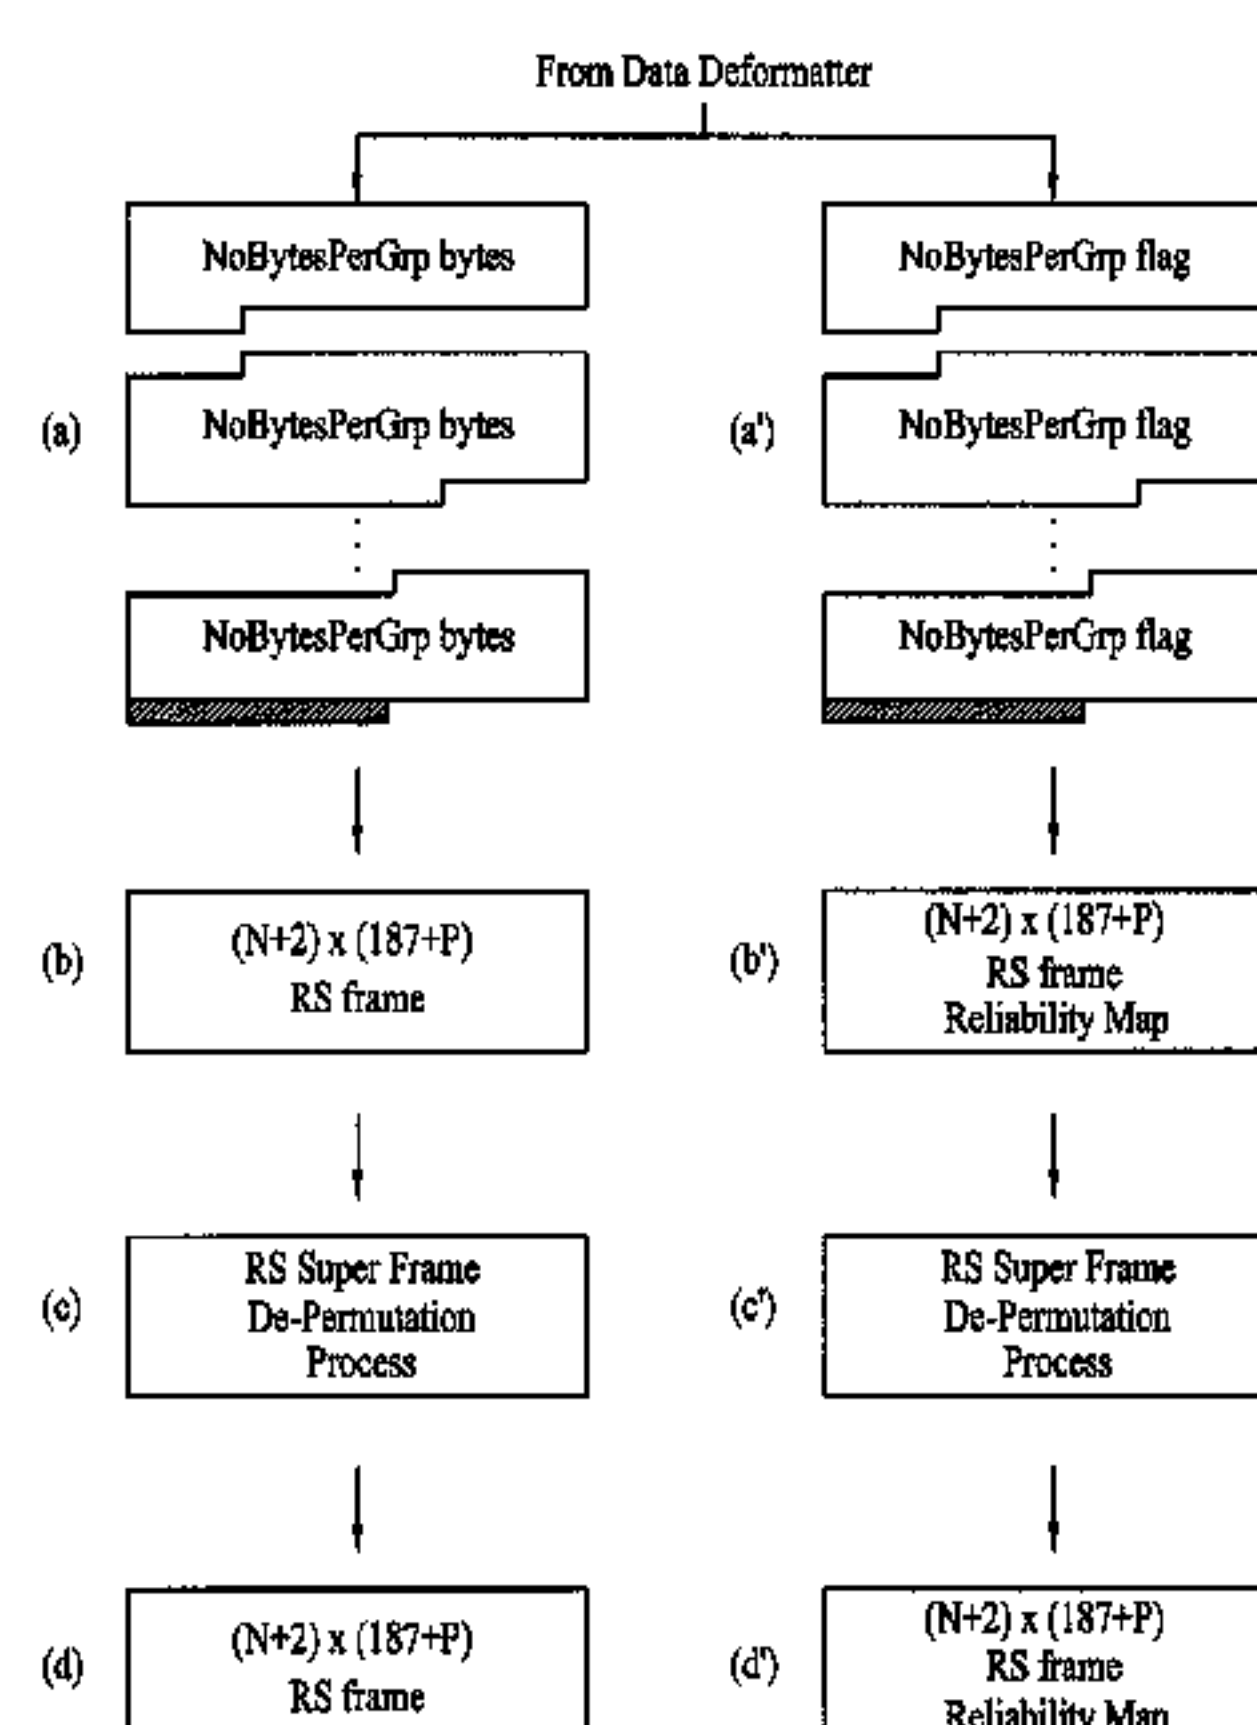 From Data Deformatter
NoBytesPerGrp bytes
NoBytesPerGrp flag
(a)
NoBytesPerGrp bytes
(a')
NoBytesPerGrp flag
NoBytesPerGrp bytes
NoBytesPerGrp flag
(b)
(N+2) x (187+P)
RS frame
(b')
(N+2) x (187+P)
RS frame
Reliability Map
(c)
RS Super Frame
De-Permutation
Process
(c')
RS Super Frame
De-Permutation
Process
(d)
(N+2) x (187+P)
RS frame
(d')
(N+2) x (187+P)
RS frame
Reliability Map